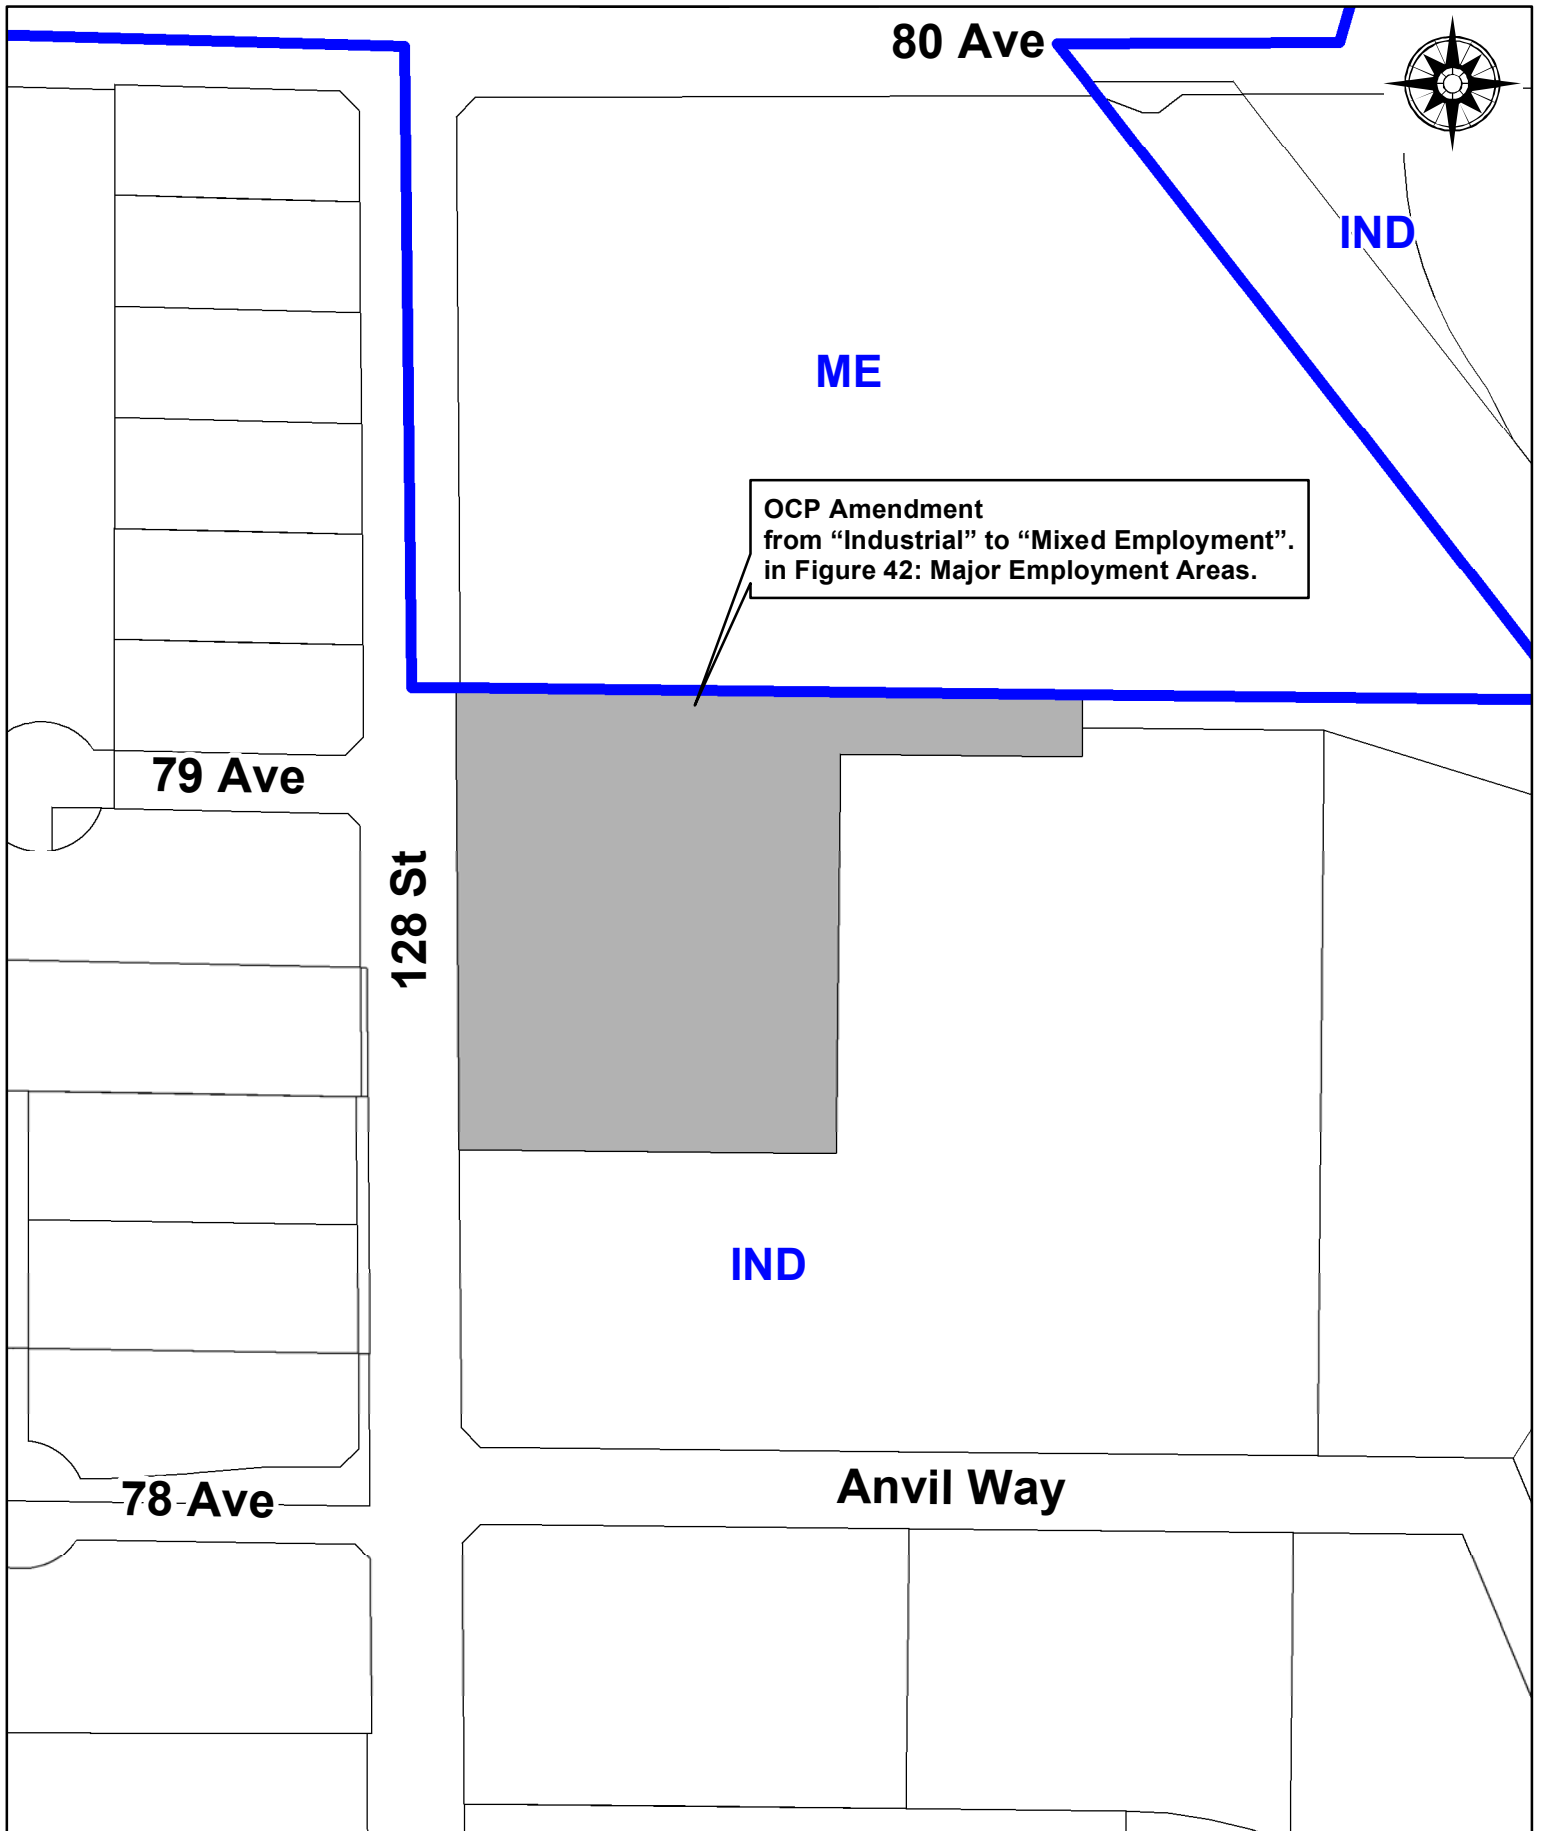 80 Ave
IND
ME
OCP Amendment
from “Industrial” to “Mixed Employment”.
in Figure 42: Major Employment Areas.
79 Ave
128 St
IND
Anvil Way
78 Ave